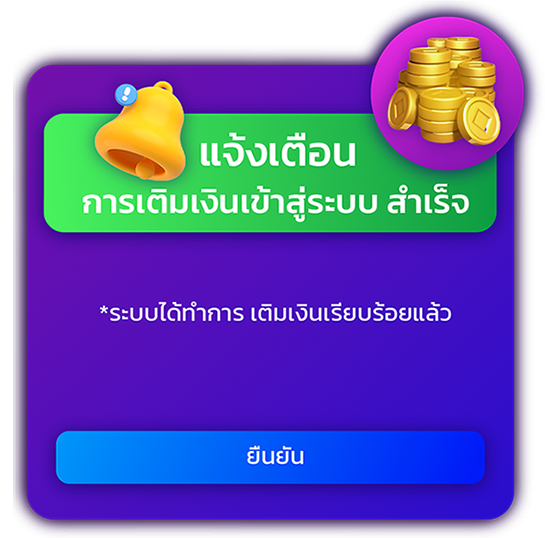 แจ้งเตือน
การเติมเงินเข้าสู่ระบบ สำเร็จ
*ระบบได้ทำการ เติมเงินเรียบร้อยแล้ว
ยืนยัน